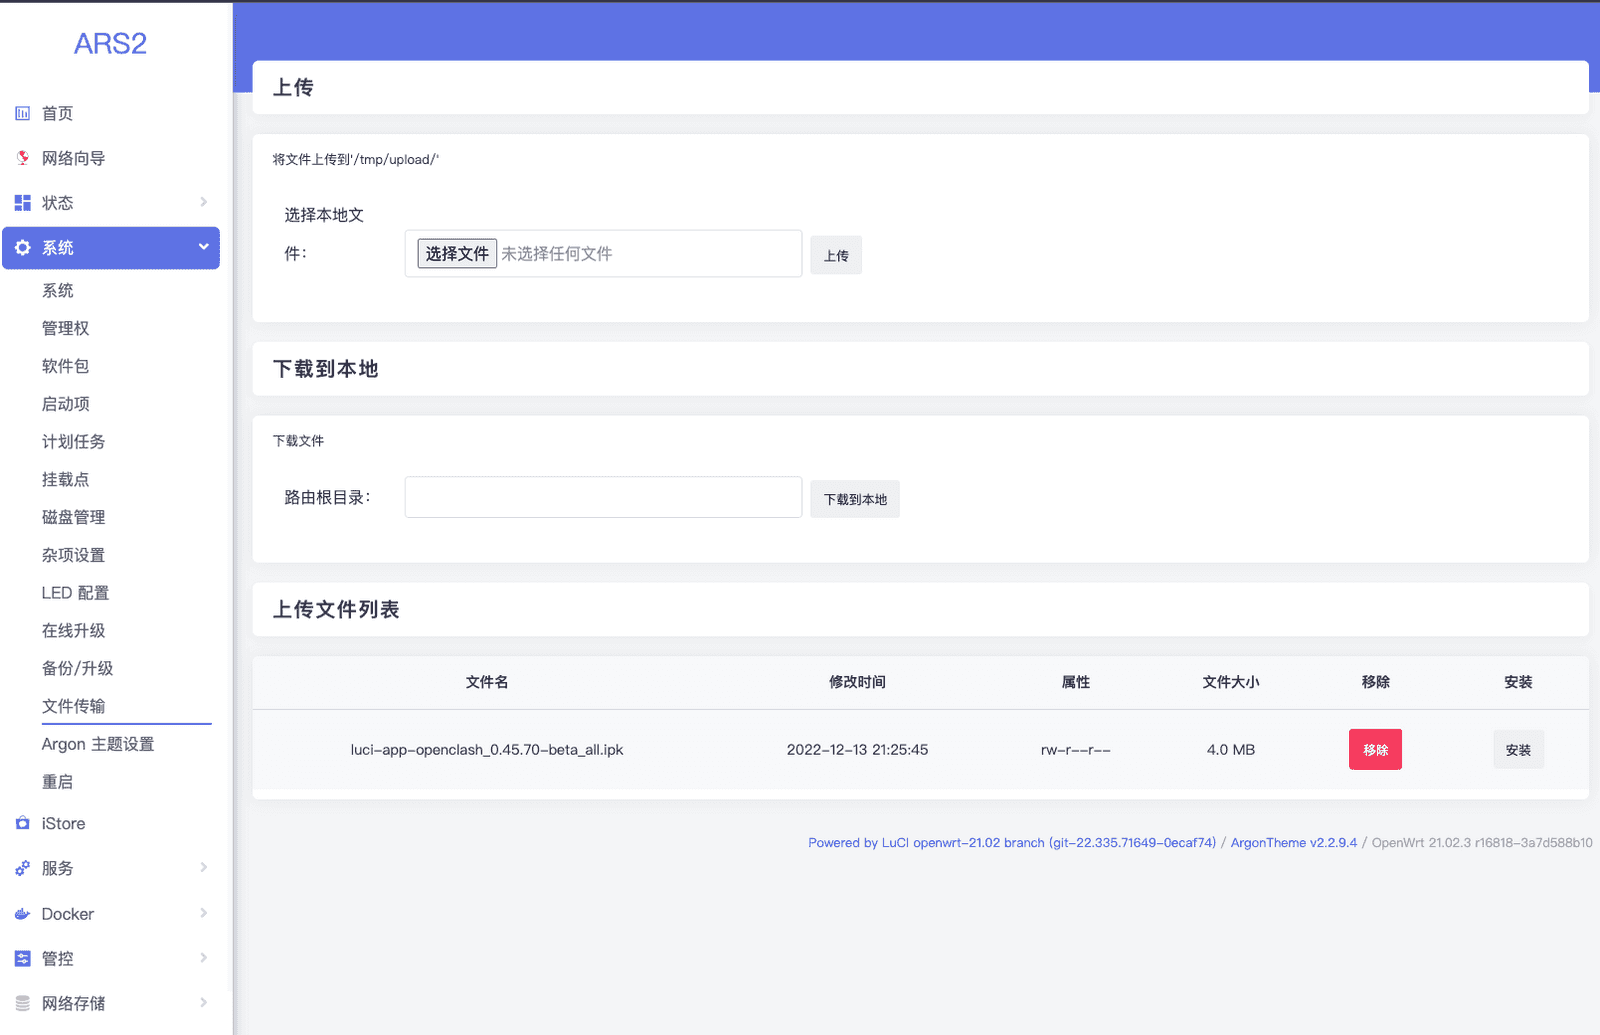 ARS2
首页
网络向导
状态
系统
系统
管理权
软件包
启动项
计划任务
挂载点
磁盘管理
杂项设置
LED 配置
在线升级
备份/升级
文件传输
Argon 主题设置
重启
iStore
服务
Docker
管控
网络存储
上传
将文件上传到'/tmp/upload/'
选择本地文件：
选择文件 未选择任何文件 上传
下载到本地
下载文件
路由根目录： 下载到本地
上传文件列表
文件名 修改时间 属性 文件大小 移除 安装
luci-app-openclash_0.45.70-beta_all.ipk 2022-12-13 21:25:45 rw-r--r-- 4.0 MB 移除 安装
Powered by LuCI openwrt-21.02 branch (git-22.335.71649-0ecaf74) / ArgonTheme v2.2.9.4 / OpenWrt 21.02.3 r16818-3a7d588b10